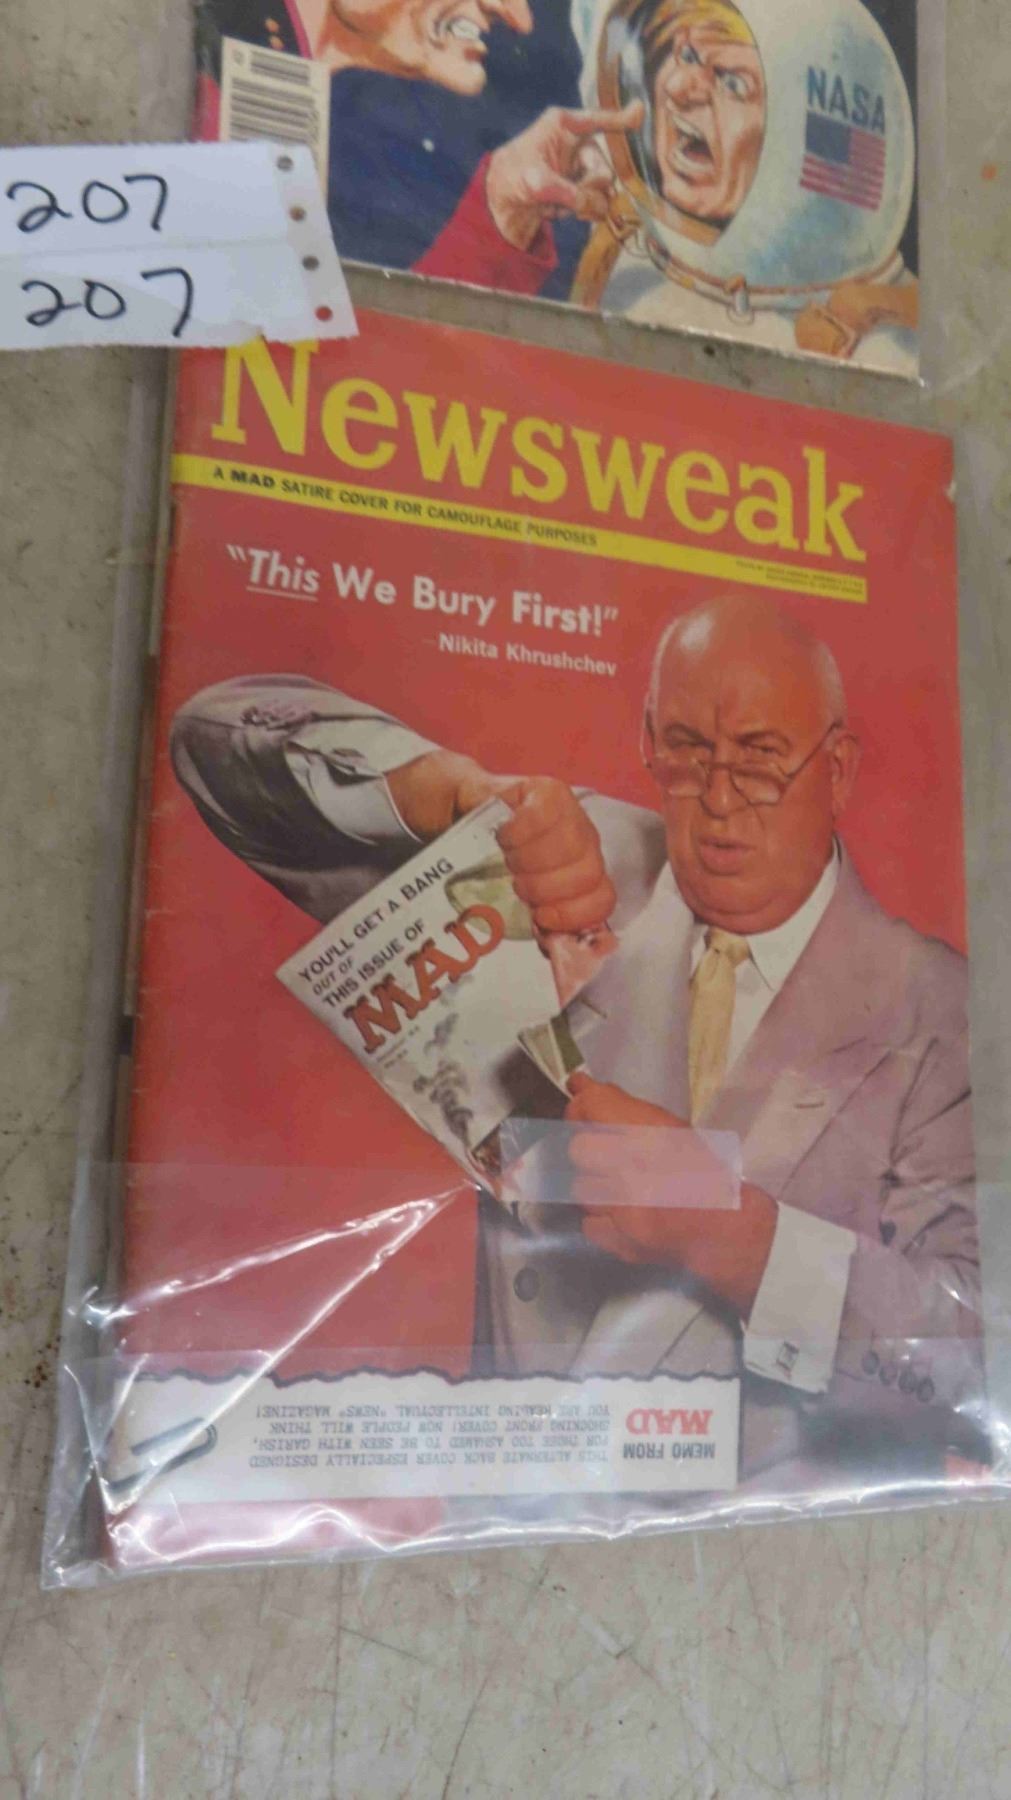 NASA
207
207
Newsweak
A MAD SATIRE COVER FOR CAMOUFLAGE PURPOSES
"This We Bury First!"
—Nikita Khrushchev
YOU'LL GET A BANG
OUT OF
THIS ISSUE OF
MAD
MEMO FROM
MAD
THIS ALTERNATE BACK COVER ESPECIALLY DESIGNED
FOR THOSE TOO ASHAMED TO BE SEEN WITH GARISH,
SHOCKING FRONT COVER! NOW PEOPLE WILL THINK
YOU ARE READING INTELLECTUAL "NEWS" MAGAZINE!